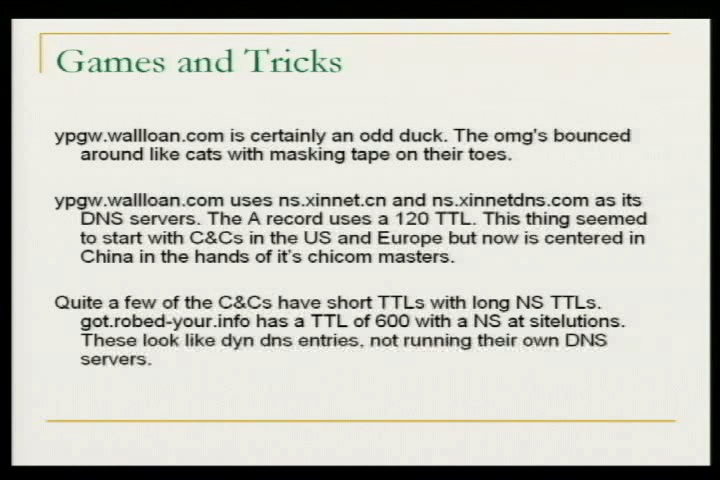 Games and Tricks
ypgw.wallloan.com is certainly an odd duck. The omg's bounced
around like cats with masking tape on their toes.
ypgw.wallloan.com uses ns.xinnet.cn and ns.xinnetdns.com as its
DNS servers. The A record uses a 120 TTL. This thing seemed
to start with C&Cs in the US and Europe but now is centered in
China in the hands of it's chicom masters.
Quite a few of the C&Cs have short TTLs with long NS TTLs.
got.robed-your.info has a TTL of 600 with a NS at sitelutions.
These look like dyn dns entries, not running their own DNS
servers.